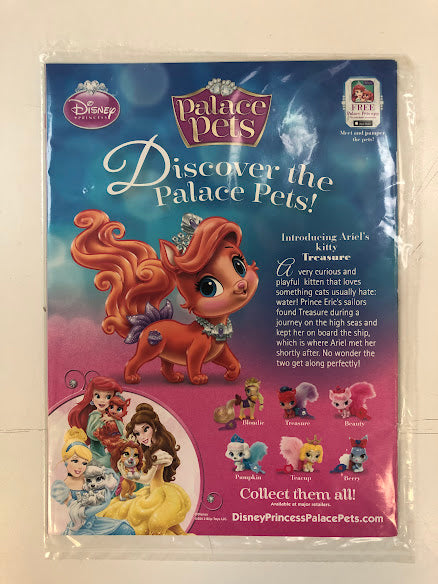 Disney
PRINCESS
Palace
Pets
FREE
Palace Pets app
Meet and pamper
the pets!
Discover the
Palace Pets!
Introducing Ariel's
kitty
Treasure
A very curious and
playful kitten that loves
something cats usually hate:
water! Prince Eric's sailors
found Treasure during a
journey on the high seas and
kept her on board the ship,
which is where Ariel met her
shortly after. No wonder the
two get along perfectly!
Blondie
Treasure
Beauty
Pumpkin
Teacup
Berry
Collect them all!
Available at major retailers.
DisneyPrincessPalacePets.com
©Disney